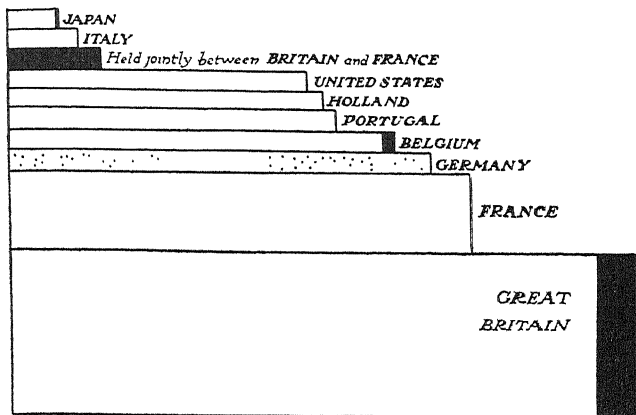 JAPAN
ITALY
Held jointly between BRITAIN and FRANCE
UNITED STATES
HOLLAND
PORTUGAL
BELGIUM
GERMANY
FRANCE
GREAT
BRITAIN